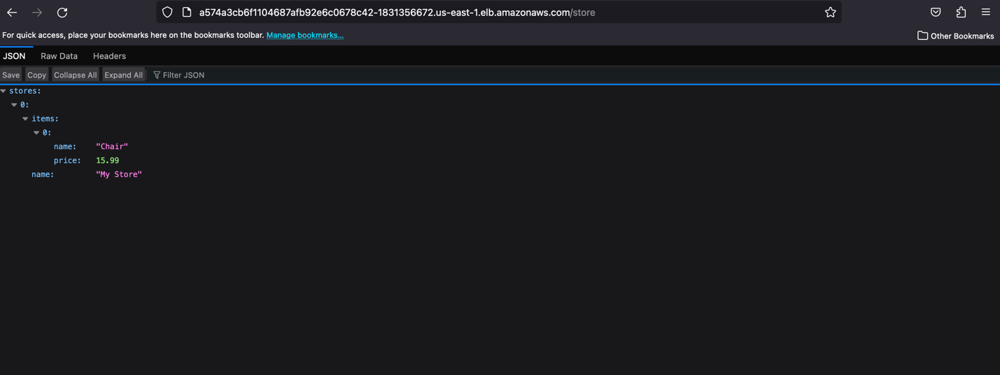 a574a3cb6f1104687afb92e6c0678c42-1831356672.us-east-1.elb.amazonaws.com/store
For quick access, place your bookmarks here on the bookmarks toolbar. Manage bookmarks... Other Bookmarks
JSON Raw Data Headers
Save Copy Collapse All Expand All Filter JSON
stores:
0:
items:
0:
name: "Chair"
price: 15.99
name: "My Store"